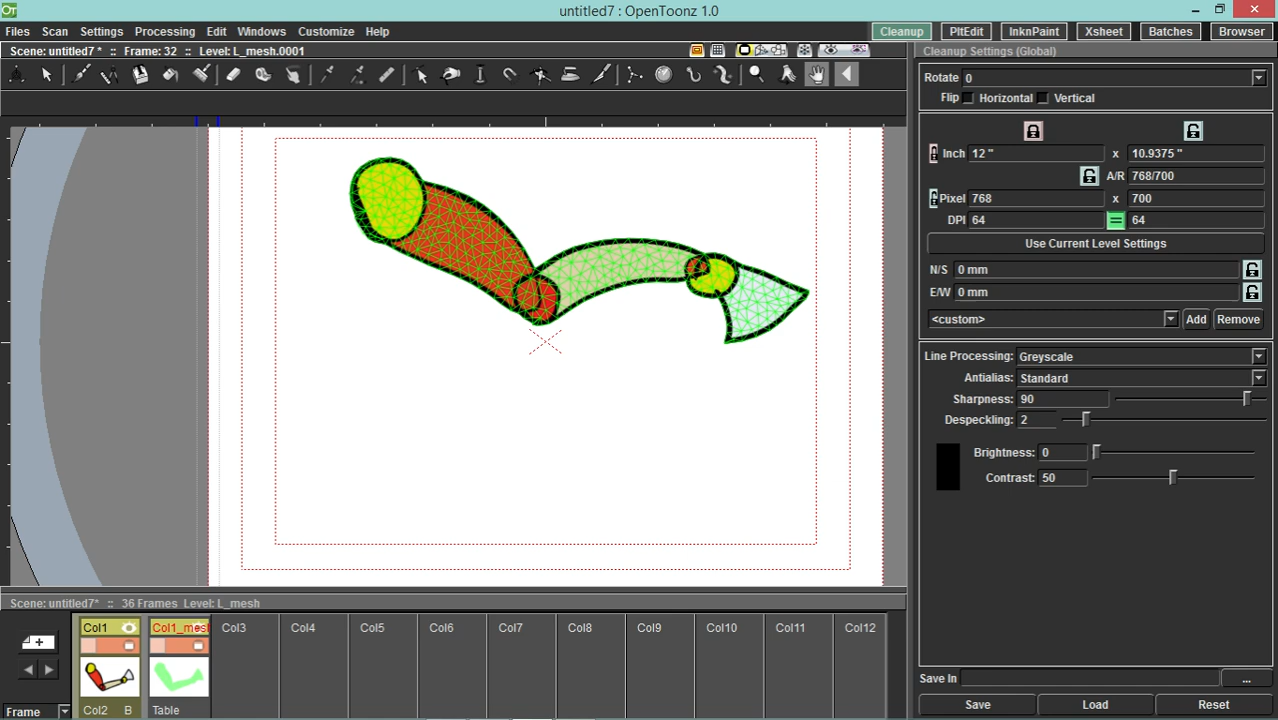 OT untitled7 : OpenToonz 1.0
Files Scan Settings Processing Edit Windows Customize Help Cleanup PltEdit InknPaint Xsheet Batches Browser
Scene: untitled7 * :: Frame: 32 :: Level: L_mesh.0001
Cleanup Settings (Global)
Rotate 0
Flip Horizontal Vertical
Inch 12 " x 10.9375 "
A/R 768/700
Pixel 768 x 700
DPI 64 = 64
Use Current Level Settings
N/S 0 mm
E/W 0 mm
<custom> Add Remove
Line Processing: Greyscale
Antialias: Standard
Sharpness: 90
Despeckling: 2
Brightness: 0
Contrast: 50
Scene: untitled7* :: 36 Frames Level: L_mesh
Col1 Col1_mesl Col3 Col4 Col5 Col6 Col7 Col8 Col9 Col10 Col11 Col12
+
Col2 B Table
Frame
Save In ...
Save Load Reset